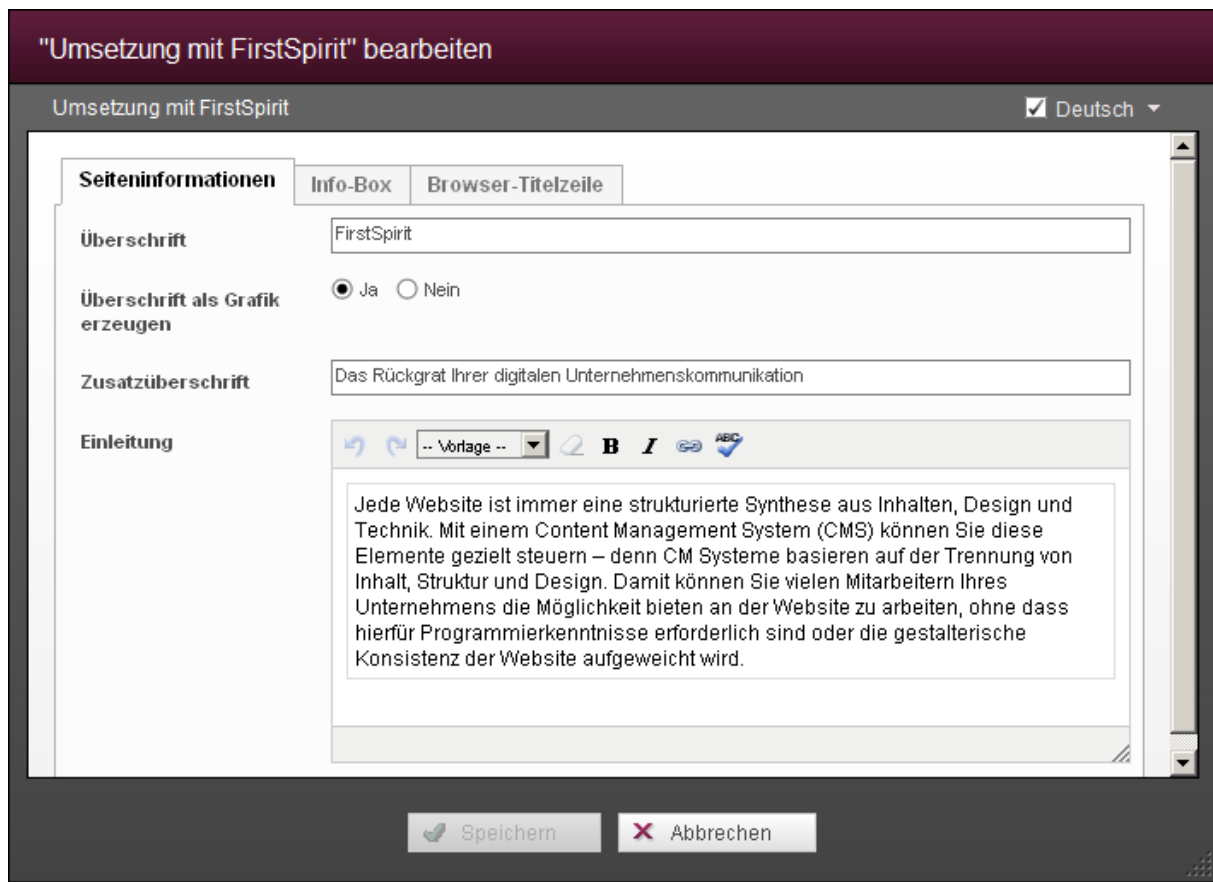 "Umsetzung mit FirstSpirit" bearbeiten
Umsetzung mit FirstSpirit
Deutsch
Seiteninformationen
Info-Box
Browser-Titelzeile
Überschrift
FirstSpirit
Überschrift als Grafik
erzeugen
Ja
Nein
Zusatzüberschrift
Das Rückgrat Ihrer digitalen Unternehmenskommunikation
Einleitung
-- Vorlage --
B
I
ABC
Jede Website ist immer eine strukturierte Synthese aus Inhalten, Design und
Technik. Mit einem Content Management System (CMS) können Sie diese
Elemente gezielt steuern – denn CM Systeme basieren auf der Trennung von
Inhalt, Struktur und Design. Damit können Sie vielen Mitarbeitern Ihres
Unternehmens die Möglichkeit bieten an der Website zu arbeiten, ohne dass
hierfür Programmierkenntnisse erforderlich sind oder die gestalterische
Konsistenz der Website aufgeweicht wird.
Speichern
Abbrechen